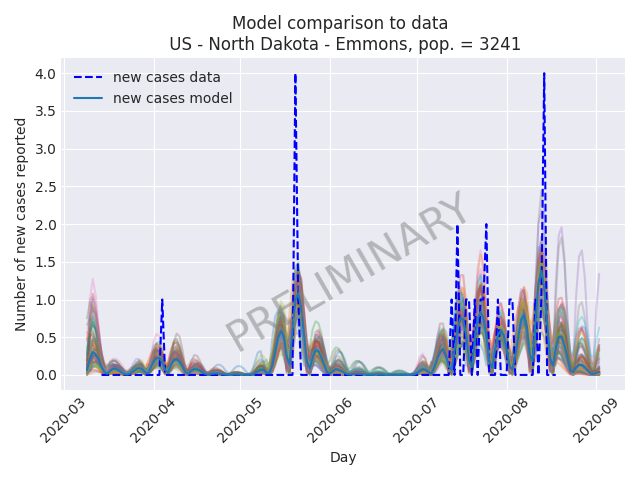 Model comparison to data
US - North Dakota - Emmons, pop. = 3241
new cases data
new cases model
PRELIMINARY
Number of new cases reported
4.0
3.5
3.0
2.5
2.0
1.5
1.0
0.5
0.0
2020-03
2020-04
2020-05
2020-06
2020-07
2020-08
2020-09
Day